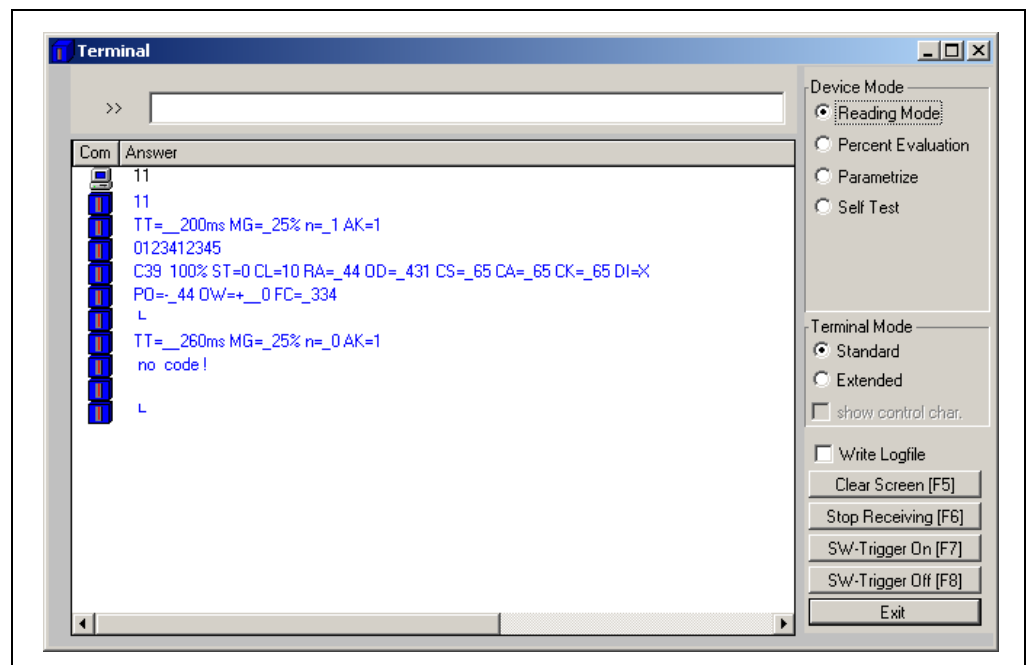 Terminal
>>
Com Answer
11
11
TT=__200ms MG=_25% n=_1 AK=1
0123412345
C39 100% ST=0 CL=10 RA=_44 OD=_431 CS=_65 CA=_65 CK=_65 DI=X
PO=-_44 OW=+__0 FC=_334
└
TT=__260ms MG=_25% n=_0 AK=1
no code !
└
Device Mode
Reading Mode
Percent Evaluation
Parametrize
Self Test
Terminal Mode
Standard
Extended
show control char.
Write Logfile
Clear Screen [F5]
Stop Receiving [F6]
SW-Trigger On [F7]
SW-Trigger Off [F8]
Exit